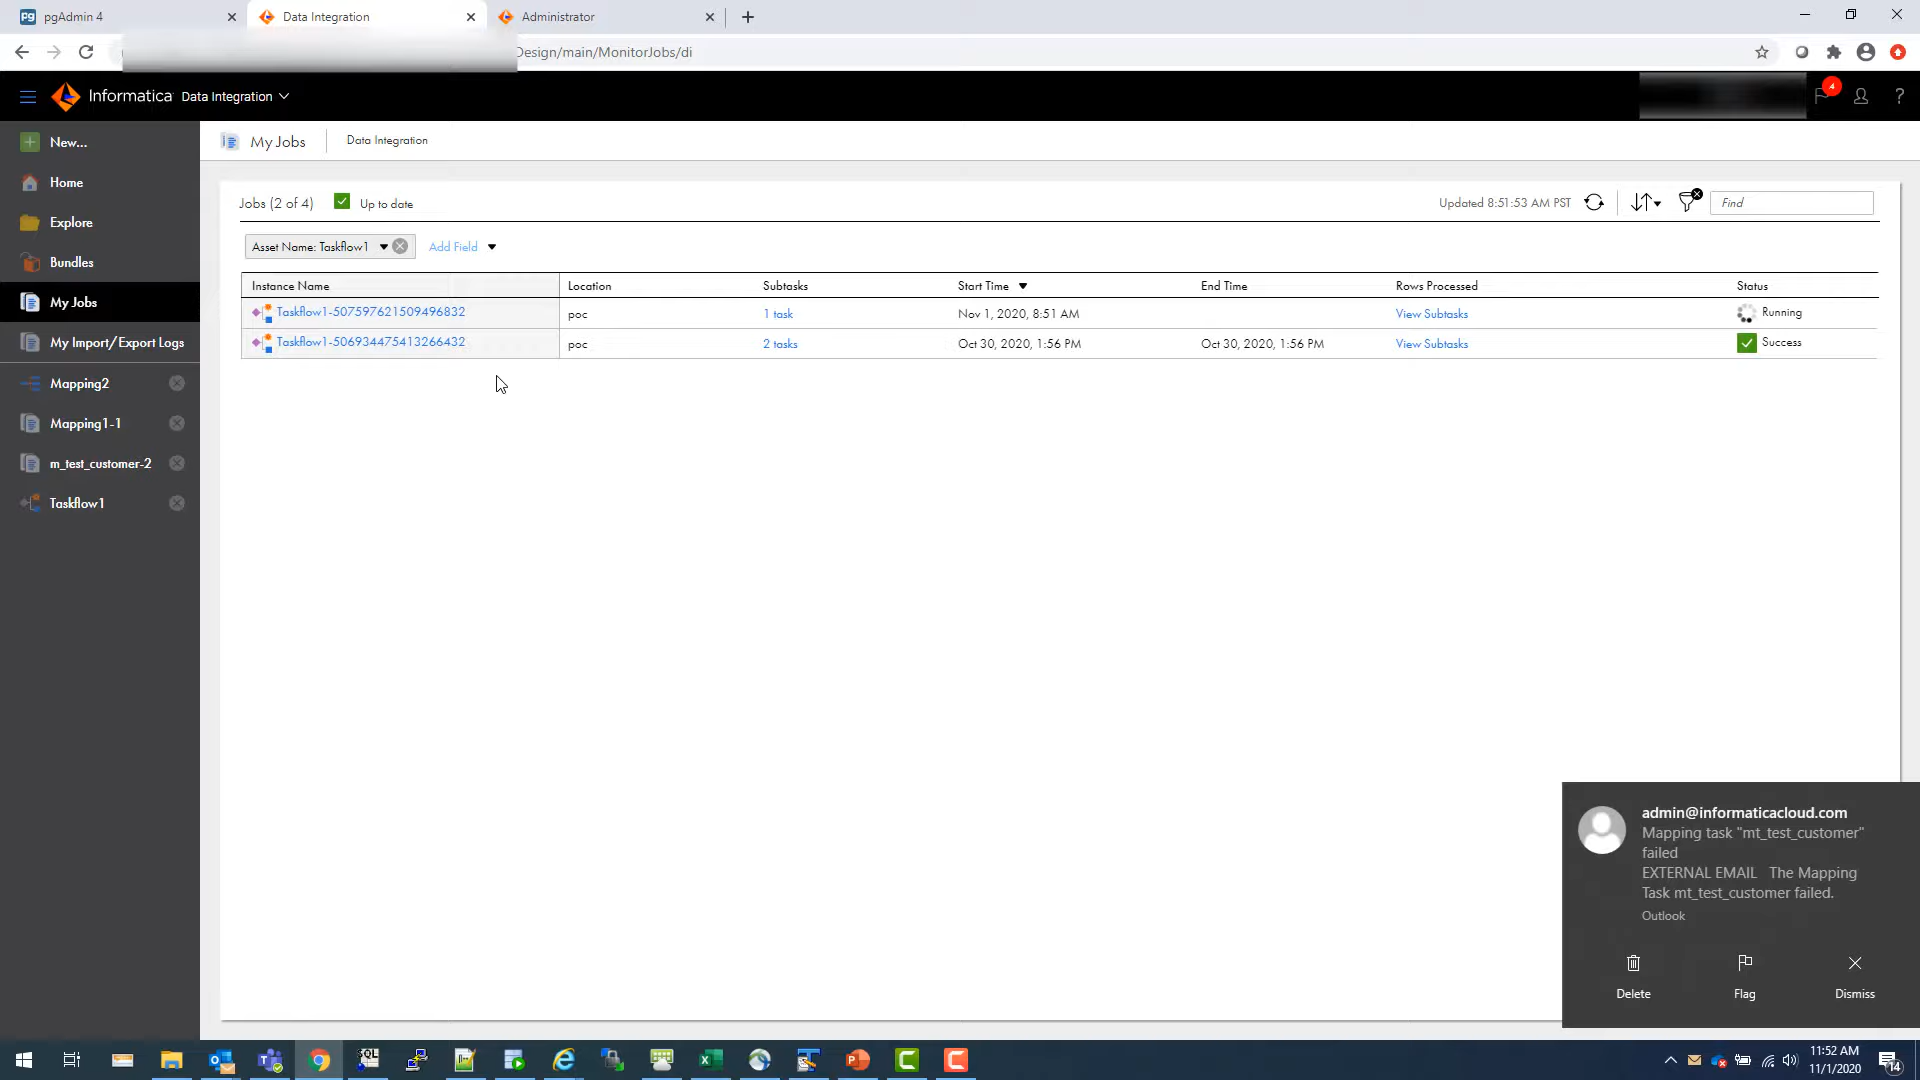 pgAdmin 4
Data Integration
Administrator
Design/main/MonitorJobs/di
Informatica Data Integration
4
?
New...
Home
Explore
Bundles
My Jobs
My Import/Export Logs
Mapping2
Mapping1-1
m_test_customer-2
Taskflow1
My Jobs
Data Integration
Jobs (2 of 4)
Up to date
Updated 8:51:53 AM PST
Find
Asset Name: Taskflow1
Add Field
Instance Name Location Subtasks Start Time End Time Rows Processed Status
Taskflow1-507597621509496832 poc 1 task Nov 1, 2020, 8:51 AM View Subtasks Running
Taskflow1-506934475413266432 poc 2 tasks Oct 30, 2020, 1:56 PM Oct 30, 2020, 1:56 PM View Subtasks Success
admin@informaticacloud.com
Mapping task "mt_test_customer"
failed
EXTERNAL EMAIL The Mapping
Task mt_test_customer failed.
Outlook
Delete
Flag
Dismiss
11:52 AM
11/1/2020
14